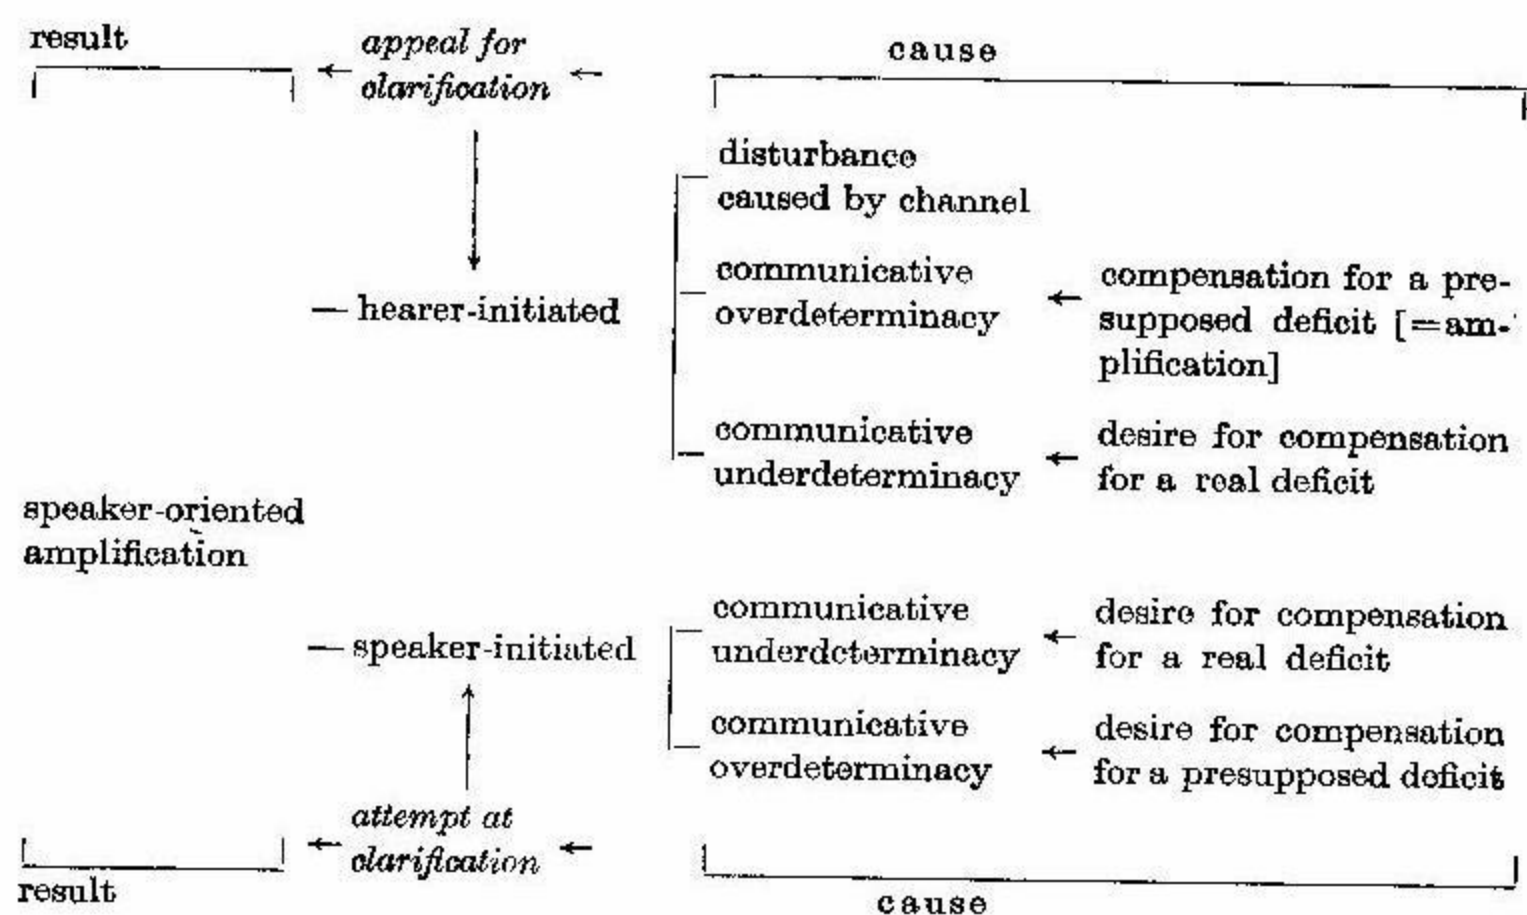 result
appeal for
clarification
cause
disturbance
caused by channel
communicative
overdeterminacy
compensation for a pre-
supposed deficit [=am-
plification]
hearer-initiated
communicative
underdeterminacy
desire for compensation
for a real deficit
speaker-oriented
amplification
communicative
underdeterminacy
desire for compensation
for a real deficit
speaker-initiated
communicative
overdeterminacy
desire for compensation
for a presupposed deficit
attempt at
clarification
result
cause